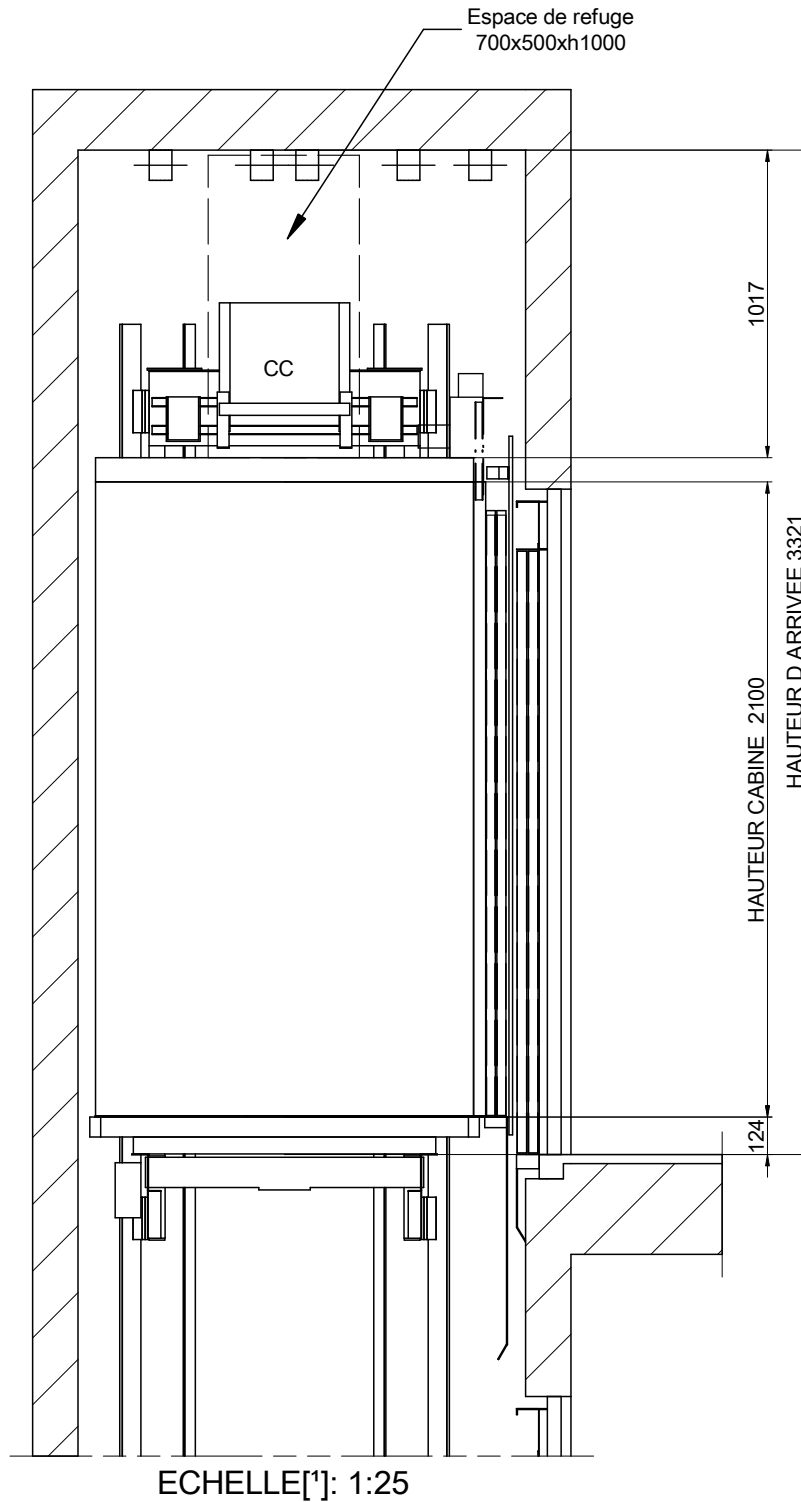 Espace de refuge
700x500xh1000
1017
CC
HAUTEUR D ARRIVEE 3321
HAUTEUR CABINE 2100
124
ECHELLE[¹]: 1:25